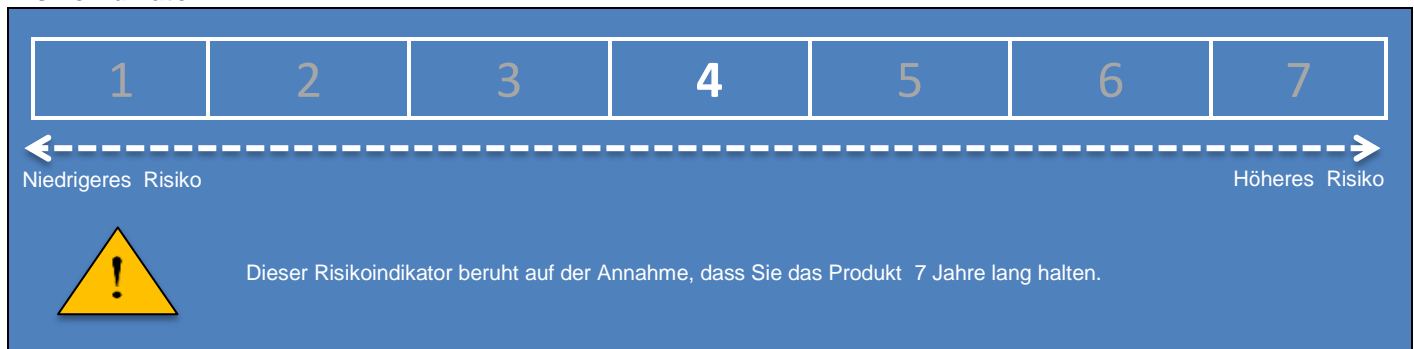 1 2 3 4 5 6 7
Niedrigeres Risiko Höheres Risiko
!
Dieser Risikoindikator beruht auf der Annahme, dass Sie das Produkt 7 Jahre lang halten.